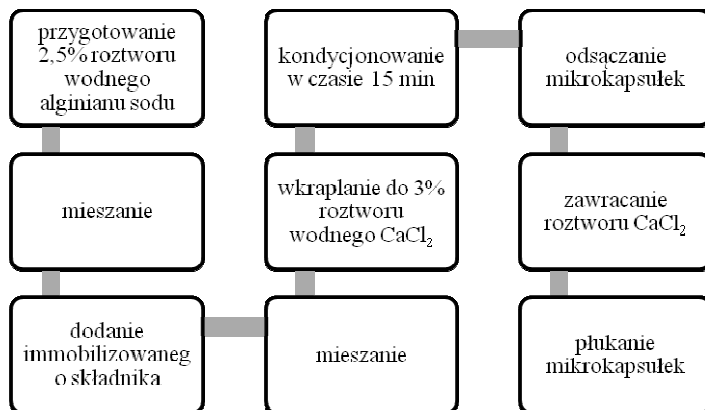 przygotowanie
2,5% roztworu
wodnego
alginianu sodu
mieszanie
dodanie
immobilizowaneg
o składnika
mieszanie
wkraplanie do 3%
roztworu
wodnego CaCl₂
kondycjonowanie
w czasie 15 min
odsączanie
mikrokapsułek
zawracanie
roztworu CaCl₂
płukanie
mikrokapsułek